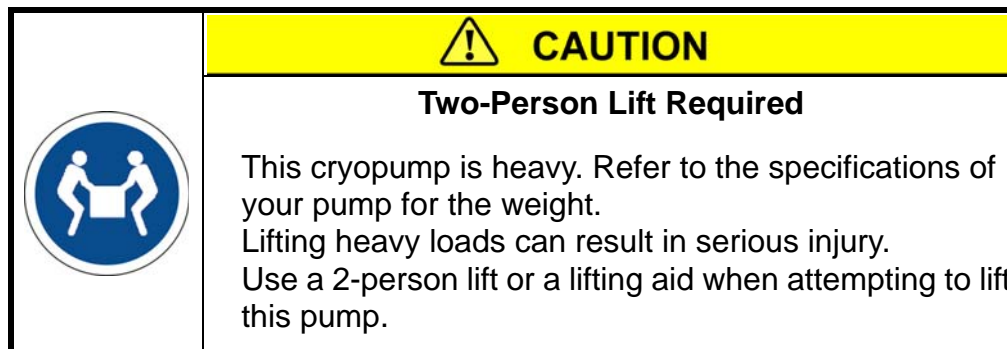 CAUTION
Two-Person Lift Required
This cryopump is heavy. Refer to the specifications of
your pump for the weight.
Lifting heavy loads can result in serious injury.
Use a 2-person lift or a lifting aid when attempting to lift
this pump.